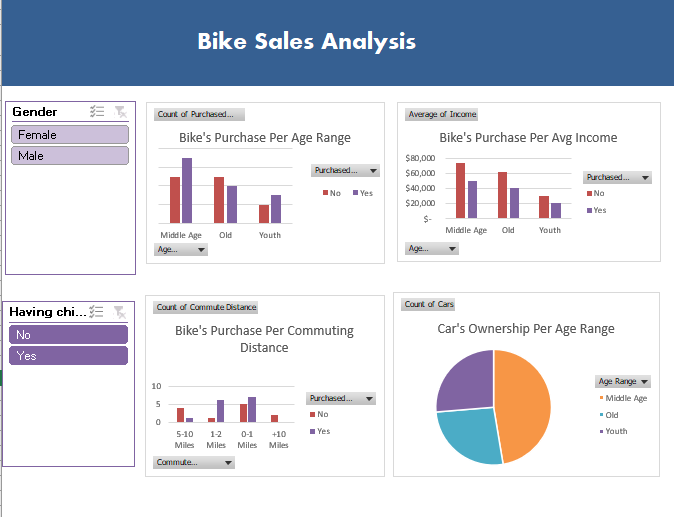 Bike Sales Analysis
Gender
Female
Male
Count of Purchased...
Bike's Purchase Per Age Range
Purchased...
No Yes
Middle Age Old Youth
Age...
Average of Income
Bike's Purchase Per Avg Income
$80,000
$60,000
$40,000
$20,000
$-
Purchased...
No
Yes
Middle Age Old Youth
Age...
Having chi...
No
Yes
Count of Commute Distance
Bike's Purchase Per Commuting
Distance
10
5
0
Purchased...
No
Yes
5-10 1-2 0-1 +10
Miles Miles Miles Miles
Commute...
Count of Cars
Car's Ownership Per Age Range
Age Range
Middle Age
Old
Youth